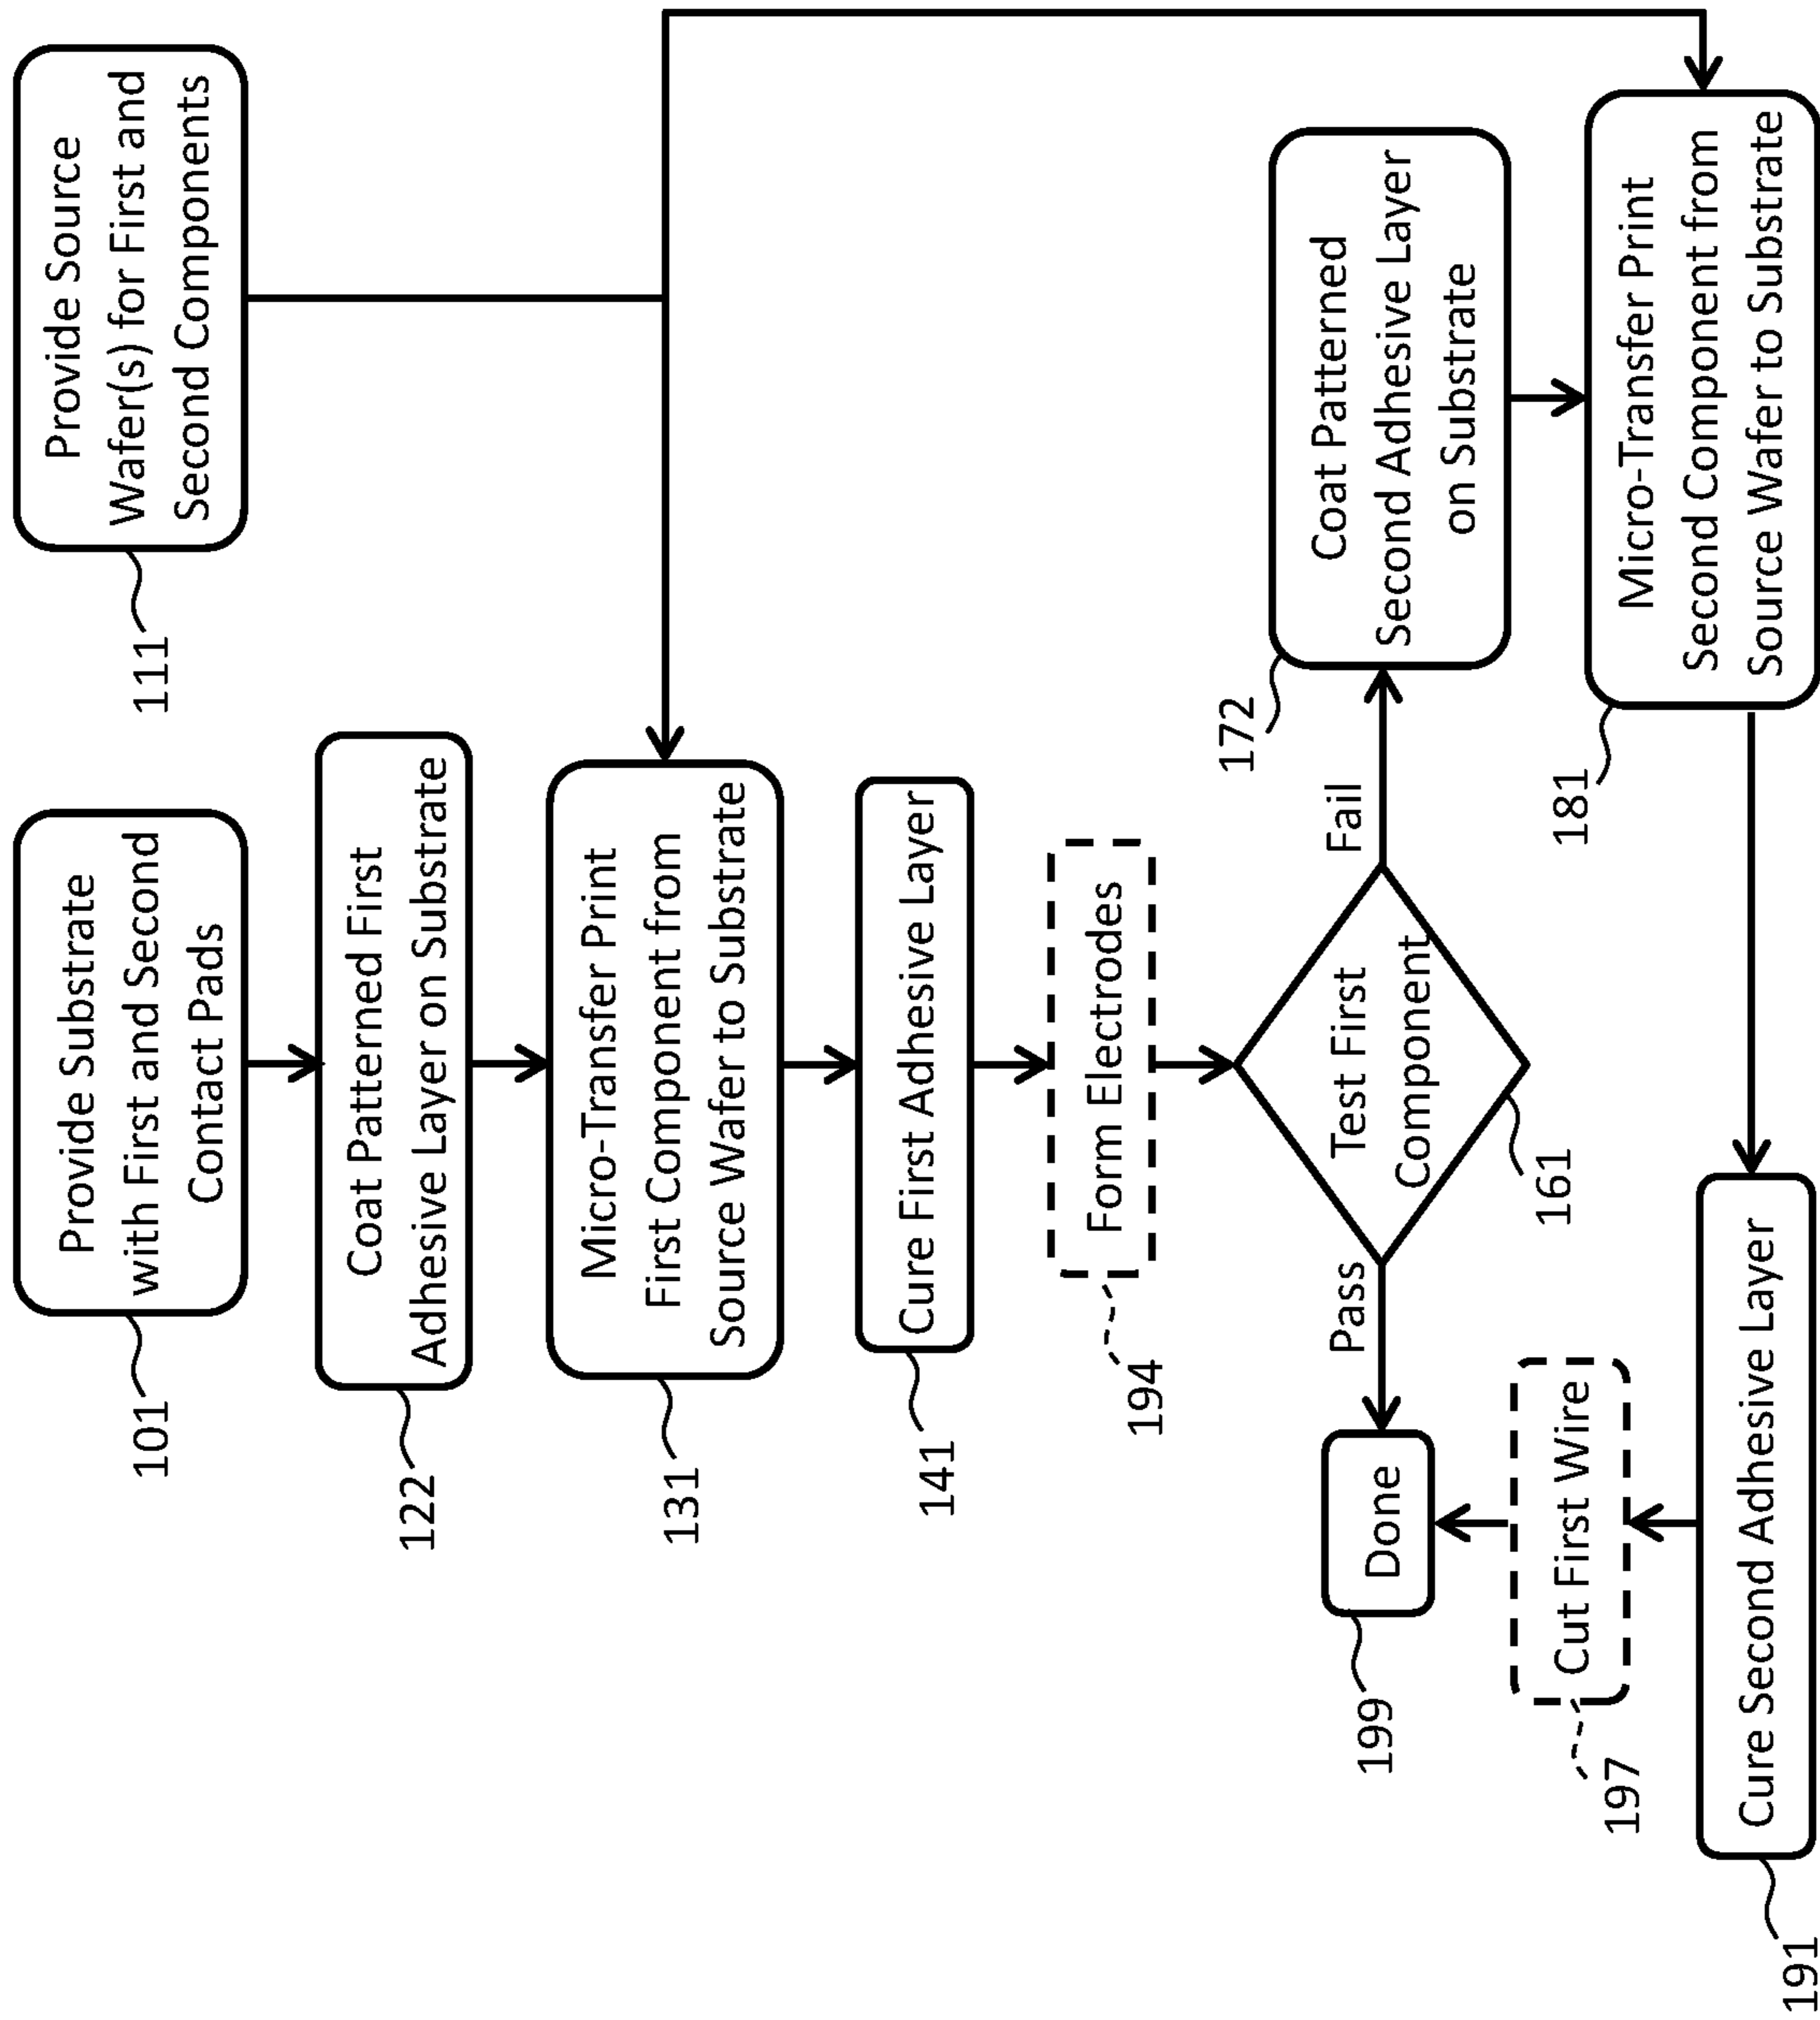 Provide Substrate
with First and Second
Contact Pads
101
Provide Source
Wafer(s) for First and
Second Components
111
Coat Patterned First
Adhesive Layer on Substrate
122
Micro-Transfer Print
First Component from
Source Wafer to Substrate
131
Cure First Adhesive Layer
141
Form Electrodes
194
Test First
Component
161
Pass
Fail
Done
199
Coat Patterned
Second Adhesive Layer
on Substrate
172
Micro-Transfer Print
Second Component from
Source Wafer to Substrate
181
Cut First Wire
197
Cure Second Adhesive Layer
191